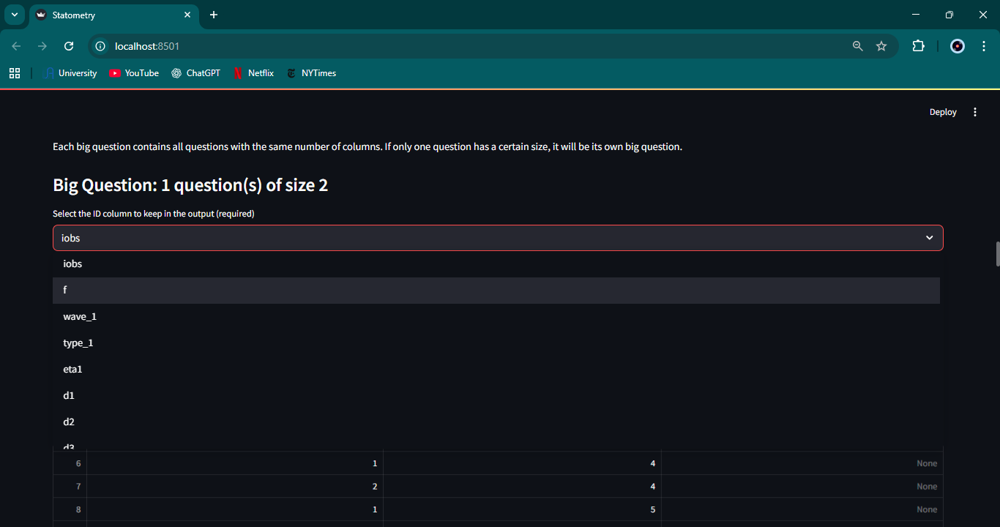 Statometry
localhost:8501
University YouTube ChatGPT Netflix NYTimes
Deploy
Each big question contains all questions with the same number of columns. If only one question has a certain size, it will be its own big question.
Big Question: 1 question(s) of size 2
Select the ID column to keep in the output (required)
iobs
iobs
f
wave_1
type_1
eta1
d1
d2
d3
6 1 4 None
7 2 4 None
8 1 5 None